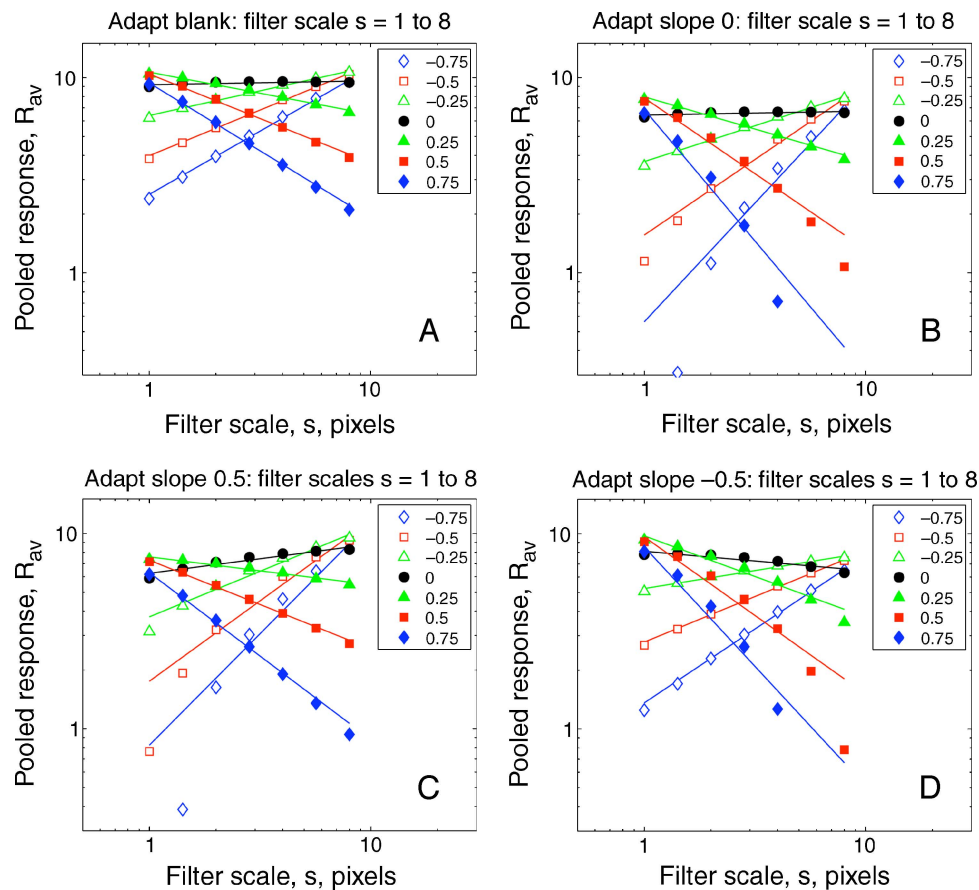 Adapt blank: filter scale s = 1 to 8
10
1
Pooled response, R_av
−0.75
−0.5
−0.25
0
0.25
0.5
0.75
A
1
10
Filter scale, s, pixels
Adapt slope 0: filter scale s = 1 to 8
10
1
Pooled response, R_av
−0.75
−0.5
−0.25
0
0.25
0.5
0.75
B
1
10
Filter scale, s, pixels
Adapt slope 0.5: filter scales s = 1 to 8
10
1
Pooled response, R_av
−0.75
−0.5
−0.25
0
0.25
0.5
0.75
C
1
10
Filter scale, s, pixels
Adapt slope −0.5: filter scales s = 1 to 8
10
1
Pooled response, R_av
−0.75
−0.5
−0.25
0
0.25
0.5
0.75
D
1
10
Filter scale, s, pixels